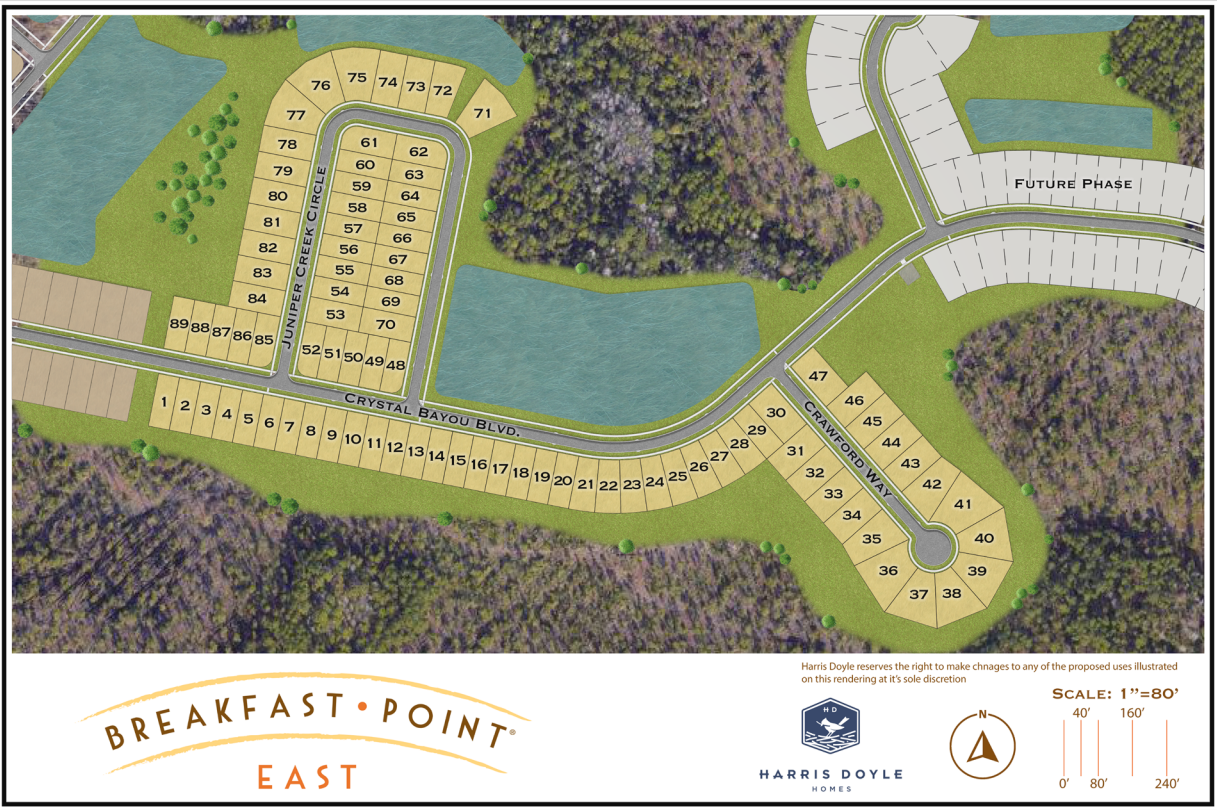 75
76
74
73
72
71
77
61
62
78
60
63
79
59
64
80
58
65
81
57
66
82
56
67
83
55
68
84
54
69
53
70
89 88 87 86 85
52 51 50 49 48
JUNIPER CREEK CIRCLE
FUTURE PHASE
CRYSTAL BAYOU BLVD.
1 2 3 4 5 6 7 8 9 10 11 12 13 14 15 16 17 18 19 20 21 22 23 24 25 26 27 28 29 30
CRAWFORD WAY
47
46
45
44
43
42
41
40
39
38
37
36
35
34
33
32
31
Harris Doyle reserves the right to make chnages to any of the proposed uses illustrated
on this rendering at it's sole discretion
BREAKFAST • POINT®
EAST
HD
HARRIS DOYLE
HOMES
N
SCALE: 1”=80’
40’ 160’
0’ 80’ 240’